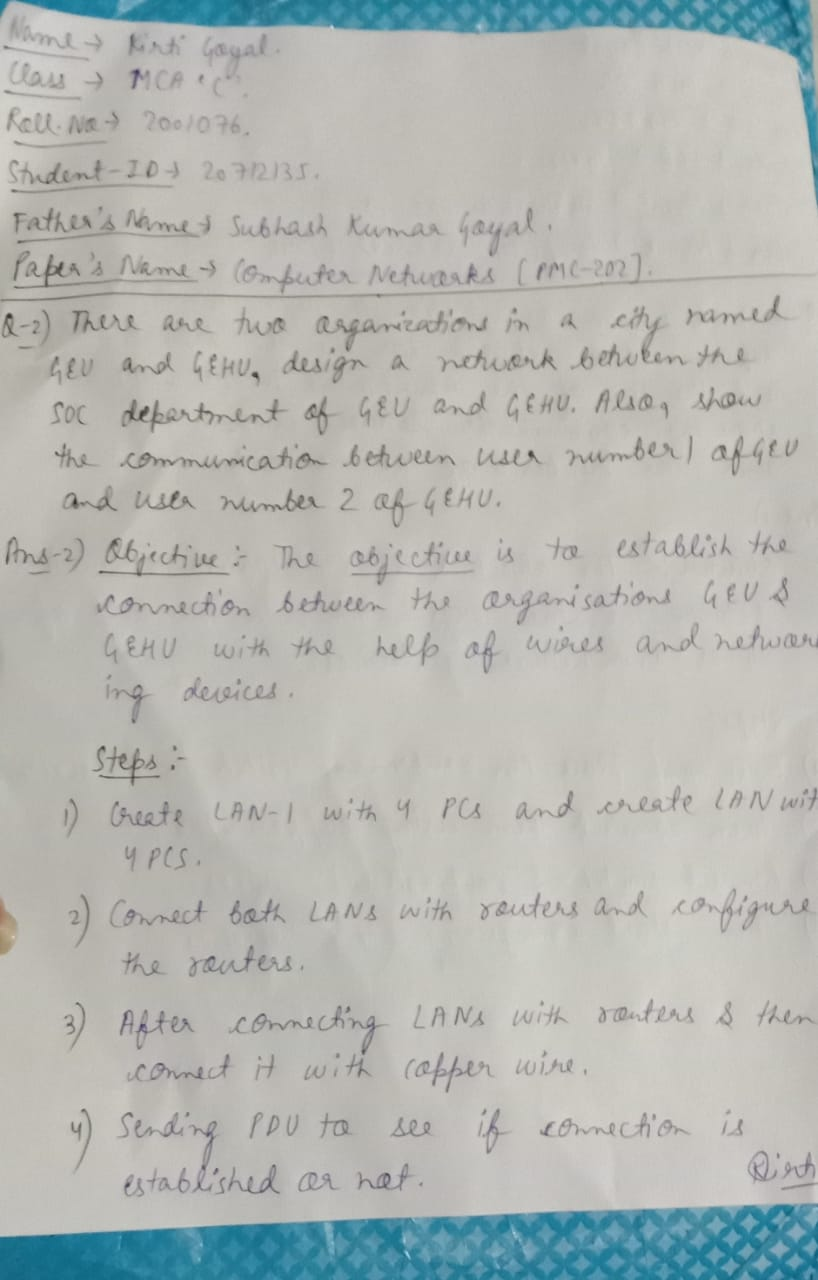 Name → Kirti Goyal.
Class → MCA "C".
Roll. No → 2001076.
Student-ID → 20712135.
Father's Name → Subhash Kumar Goyal.
Paper's Name → Computer Networks (PMC-202].
Q-2) There are two organizations in a city named
GEU and GEHU, design a network between the
SOC department of GEU and GEHU. Also, show
the communication between user number 1 of GEU
and user number 2 of GEHU.
Ans-2) Objective :- The objective is to establish the
connection between the organisations GEU &
GEHU with the help of wires and networ
ing devices.
Steps :-
1) Create LAN-1 with 4 PCs and create LAN wit
4 PCS.
2) Connect both LANs with routers and configure
the routers.
3) After connecting LANs with routers & then
connect it with copper wire.
4) Sending PDU to see if connection is
established or not.